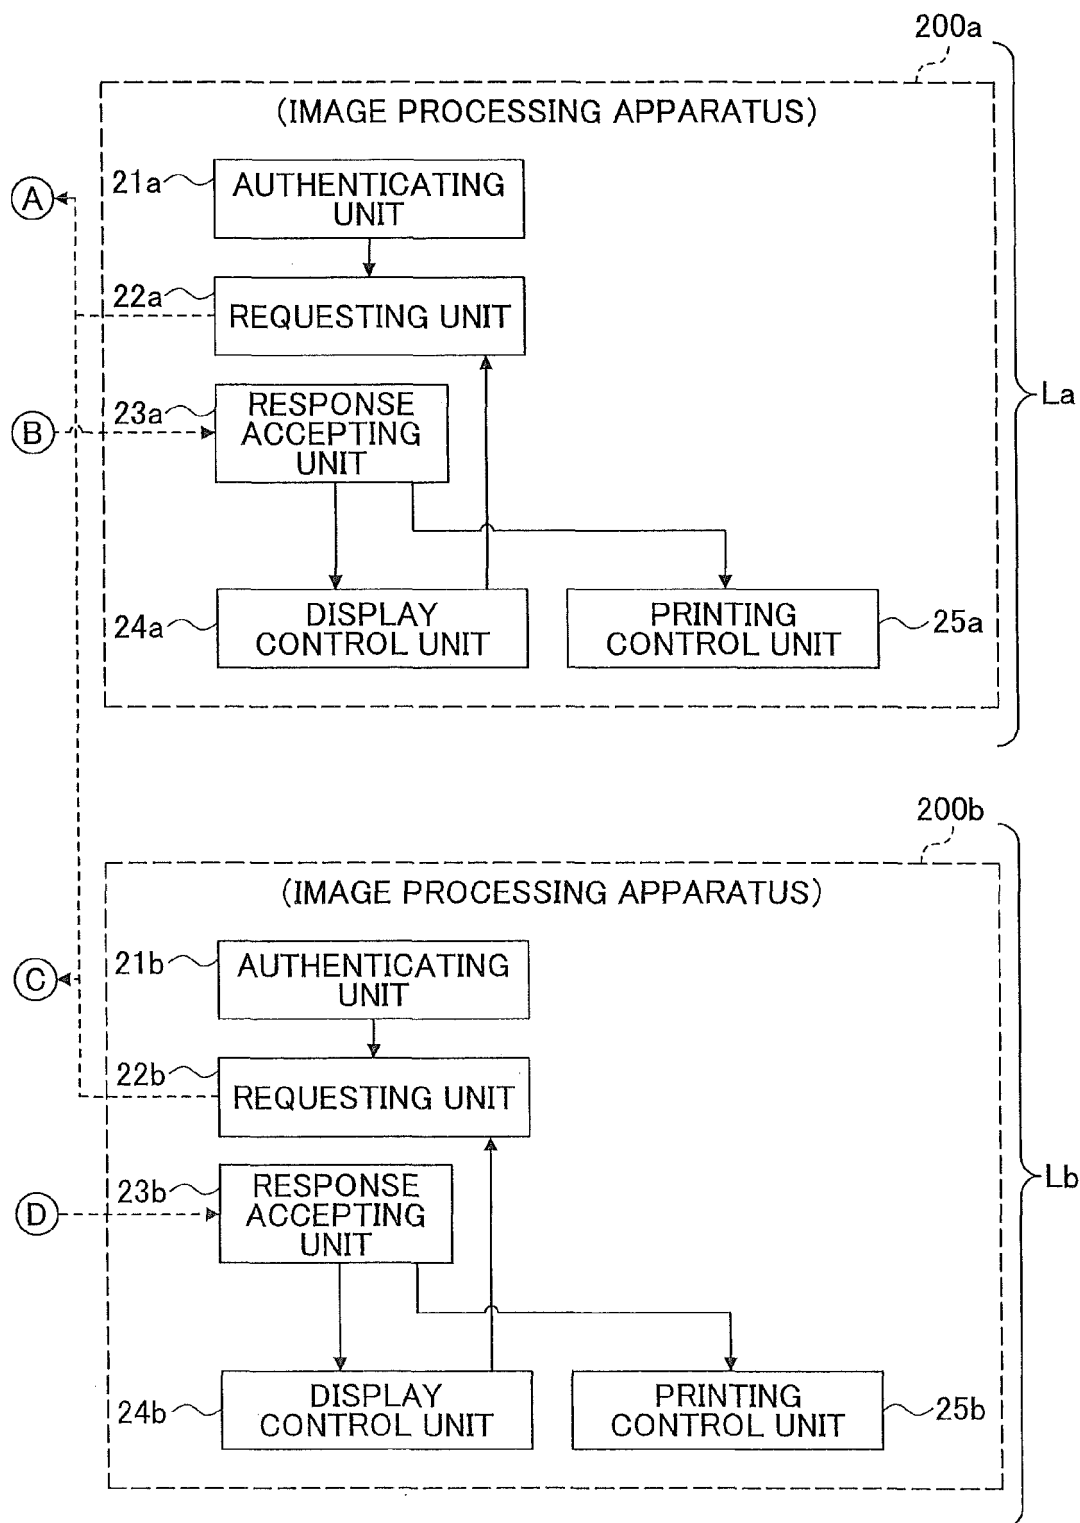 200a
(IMAGE PROCESSING APPARATUS)
21a
AUTHENTICATING
UNIT
A
22a
REQUESTING UNIT
La
23a
RESPONSE
ACCEPTING
UNIT
B
24a
DISPLAY
CONTROL UNIT
PRINTING
CONTROL UNIT
25a
200b
(IMAGE PROCESSING APPARATUS)
21b
AUTHENTICATING
UNIT
C
22b
REQUESTING UNIT
Lb
23b
RESPONSE
ACCEPTING
UNIT
D
24b
DISPLAY
CONTROL UNIT
PRINTING
CONTROL UNIT
25b